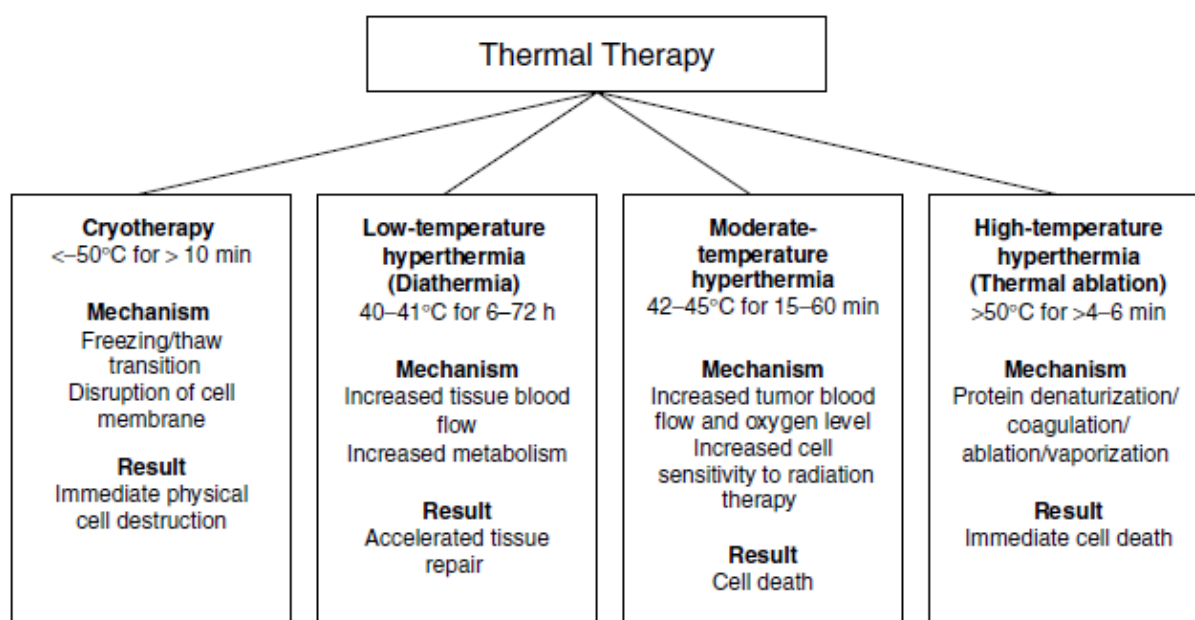 Thermal Therapy
Cryotherapy
<–50°C for > 10 min
Mechanism
Freezing/thaw
transition
Disruption of cell
membrane
Result
Immediate physical
cell destruction
Low-temperature
hyperthermia
(Diathermia)
40–41°C for 6–72 h
Mechanism
Increased tissue blood
flow
Increased metabolism
Result
Accelerated tissue
repair
Moderate-
temperature
hyperthermia
42–45°C for 15–60 min
Mechanism
Increased tumor blood
flow and oxygen level
Increased cell
sensitivity to radiation
therapy
Result
Cell death
High-temperature
hyperthermia
(Thermal ablation)
>50°C for >4–6 min
Mechanism
Protein denaturization/
coagulation/
ablation/vaporization
Result
Immediate cell death